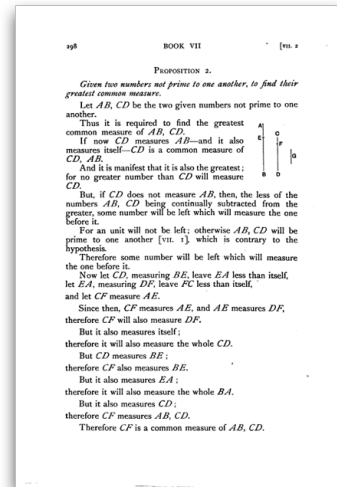 298 BOOK VII [VII. 2
PROPOSITION 2.
Given two numbers not prime to one another, to find their
greatest common measure.
Let AB, CD be the two given numbers not prime to one
another.
Thus it is required to find the greatest
common measure of AB, CD.
If now CD measures AB—and it also
measures itself—CD is a common measure of
CD, AB.
And it is manifest that it is also the greatest;
for no greater number than CD will measure
CD.
A
E
B
C
F
D
G
But, if CD does not measure AB, then, the less of the
numbers AB, CD being continually subtracted from the
greater, some number will be left which will measure the one
before it.
For an unit will not be left; otherwise AB, CD will be
prime to one another [VII. 1], which is contrary to the
hypothesis.
Therefore some number will be left which will measure
the one before it.
Now let CD, measuring BE, leave EA less than itself,
let EA, measuring DF, leave FC less than itself,
and let CF measure AE.
Since then, CF measures AE, and AE measures DF,
therefore CF will also measure DF.
But it also measures itself;
therefore it will also measure the whole CD.
But CD measures BE;
therefore CF also measures BE.
But it also measures EA;
therefore it will also measure the whole BA.
But it also measures CD;
therefore CF measures AB, CD.
Therefore CF is a common measure of AB, CD.